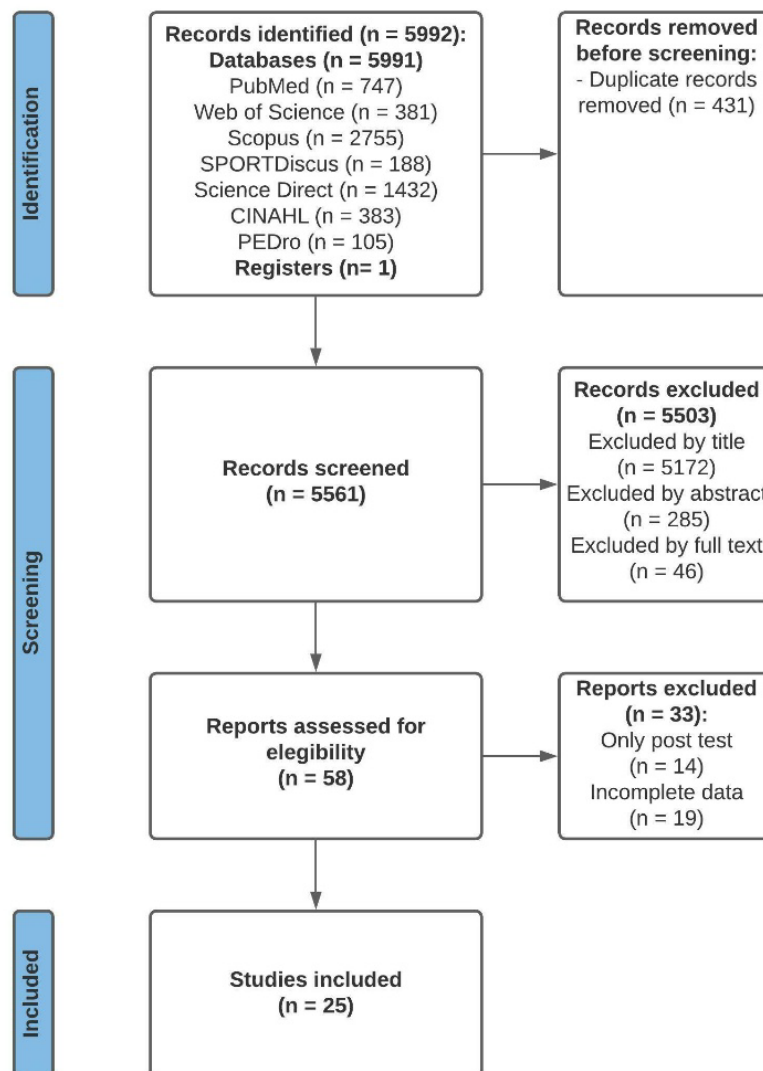 Identification
Records identified (n = 5992):
Databases (n = 5991)
PubMed (n = 747)
Web of Science (n = 381)
Scopus (n = 2755)
SPORTDiscus (n = 188)
Science Direct (n = 1432)
CINAHL (n = 383)
PEDro (n = 105)
Registers (n= 1)
Records removed
before screening:
- Duplicate records
removed (n = 431)
Screening
Records screened
(n = 5561)
Records excluded
(n = 5503)
Excluded by title
(n = 5172)
Excluded by abstract
(n = 285)
Excluded by full text
(n = 46)
Reports assessed for
elegibility
(n = 58)
Reports excluded
(n = 33):
Only post test
(n = 14)
Incomplete data
(n = 19)
Included
Studies included
(n = 25)